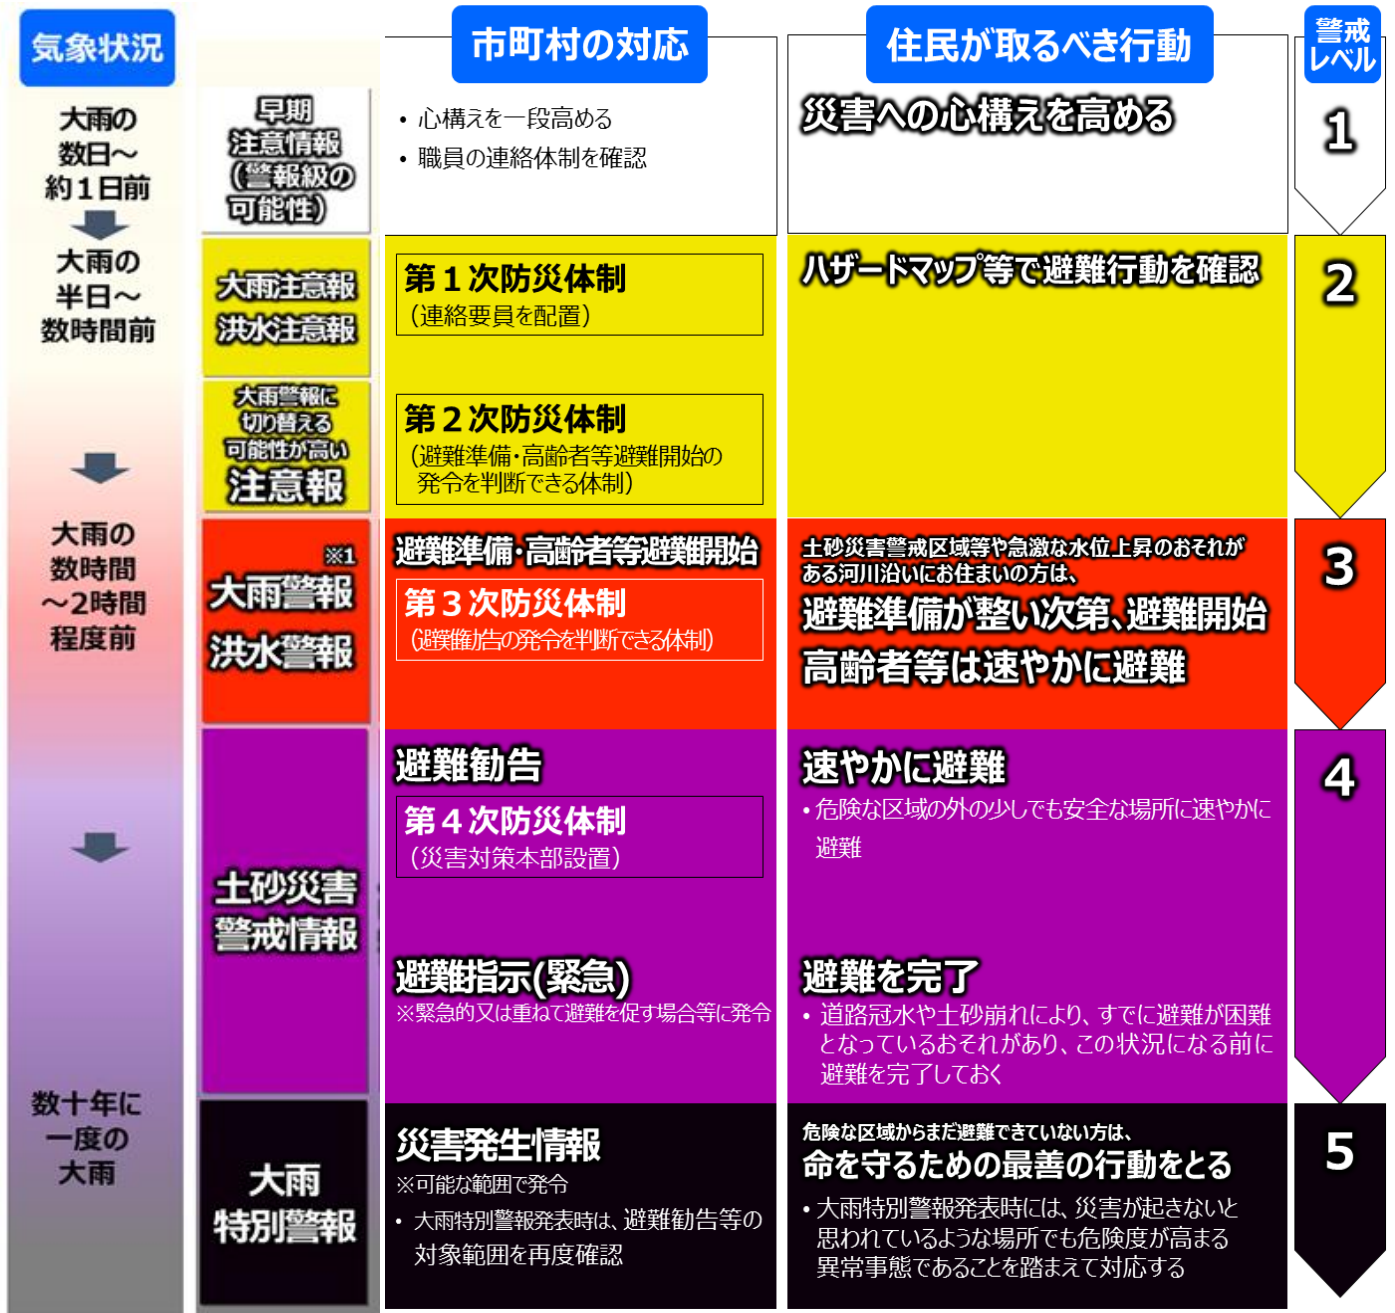 気象状況
市町村の対応
住民が取るべき行動
警戒
レベル
大雨の
数日～
約１日前
早期
注意情報
（警報級の
可能性）
• 心構えを一段高める
• 職員の連絡体制を確認
災害への心構えを高める
1
大雨の
半日～
数時間前
大雨注意報
洪水注意報
第１次防災体制
（連絡要員を配置）
ハザードマップ等で避難行動を確認
2
大雨警報に
切り替える
可能性が高い
注意報
第２次防災体制
（避難準備・高齢者等避難開始の
発令を判断できる体制）
大雨の
数時間
～2時間
程度前
※1
大雨警報
洪水警報
避難準備・高齢者等避難開始
第３次防災体制
（避難勧告の発令を判断できる体制）
土砂災害警戒区域等や急激な水位上昇のおそれが
ある河川沿いにお住まいの方は、
避難準備が整い次第、避難開始
高齢者等は速やかに避難
3
土砂災害
警戒情報
避難勧告
第４次防災体制
（災害対策本部設置）
避難指示(緊急)
※緊急的又は重ねて避難を促す場合等に発令
速やかに避難
• 危険な区域の外の少しでも安全な場所に速やかに
避難
避難を完了
• 道路冠水や土砂崩れにより、すでに避難が困難
となっているおそれがあり、この状況になる前に
避難を完了しておく
4
数十年に
一度の
大雨
大雨
特別警報
災害発生情報
※可能な範囲で発令
• 大雨特別警報発表時は、避難勧告等の
対象範囲を再度確認
危険な区域からまだ避難できていない方は、
命を守るための最善の行動をとる
• 大雨特別警報発表時には、災害が起きないと
思われているような場所でも危険度が高まる
異常事態であることを踏まえて対応する
5